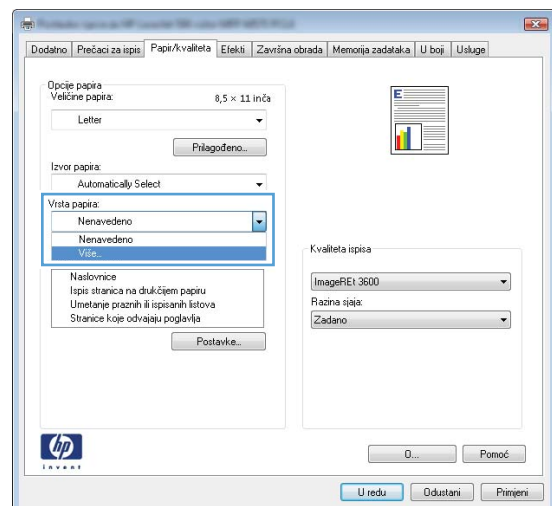 Dodatno Prečaci za ispis Papir/kvaliteta Efekti Završna obrada Memorija zadataka U boji Usluge
Opcije papira
Veličine papira: 8,5 × 11 inča
Letter
Prilagođeno...
Izvor papira:
Automatically Select
Vrsta papira:
Nenavedeno
Nenavedeno
Više...
Naslovnice
Ispis stranica na drukčijem papiru
Umetanje praznih ili ispisanih listova
Stranice koje odvajaju poglavlja
Postavke...
E
Kvaliteta ispisa
ImageREt 3600
Razina sjaja:
Zadano
hp
invent
O... Pomoć
U redu Odustani Primijeni